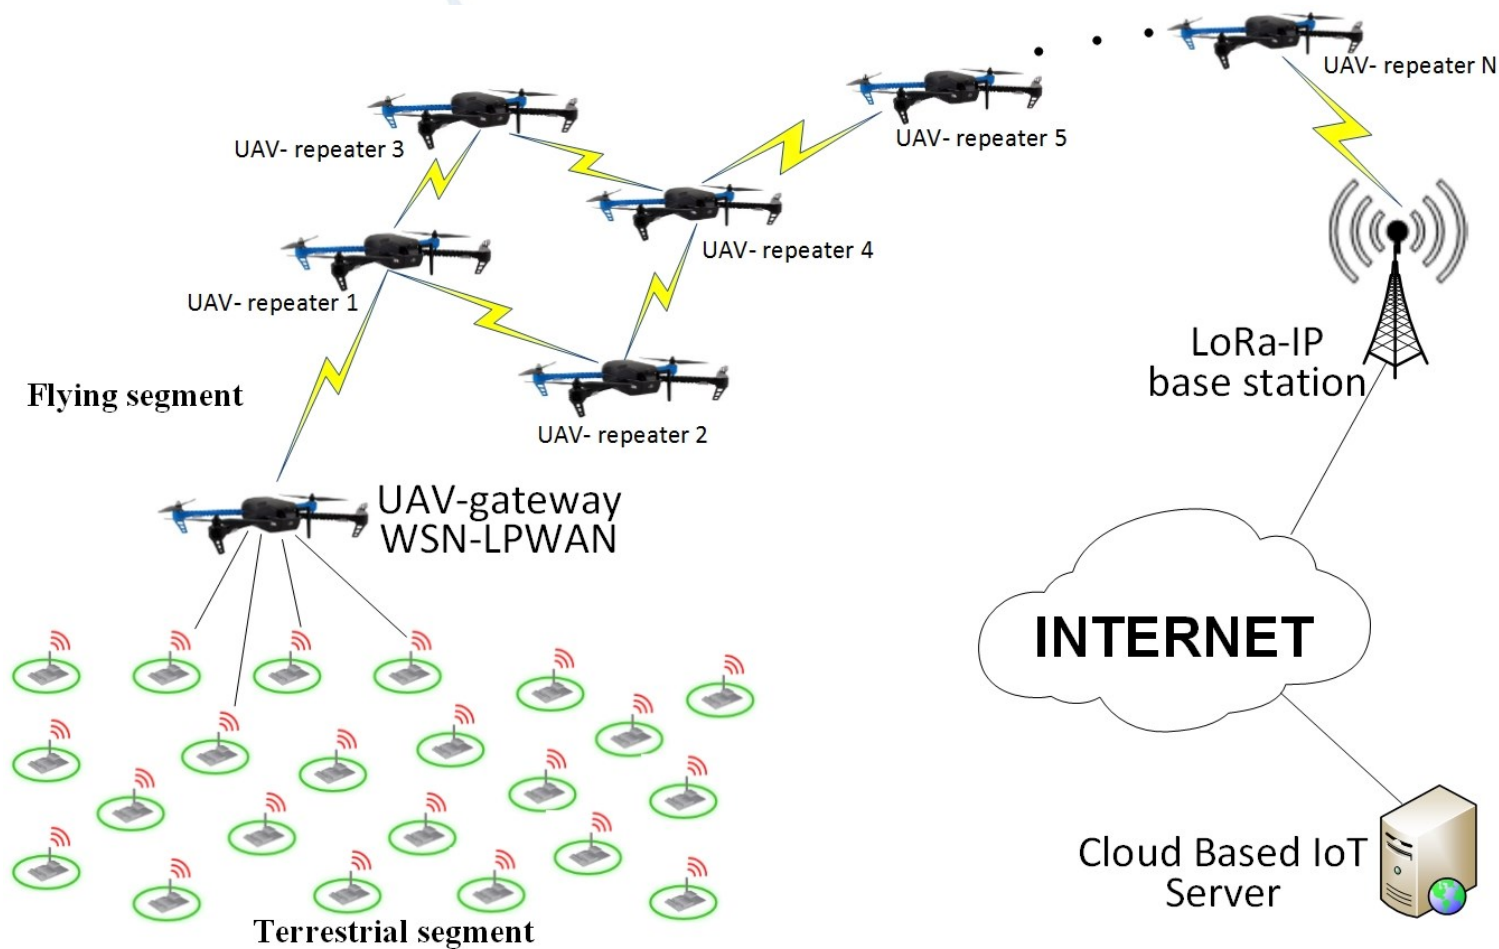 UAV- repeater N
UAV- repeater 3
UAV- repeater 5
UAV- repeater 4
UAV- repeater 1
LoRa-IP
base station
Flying segment
UAV- repeater 2
UAV-gateway
WSN-LPWAN
INTERNET
Cloud Based IoT
Server
Terrestrial segment